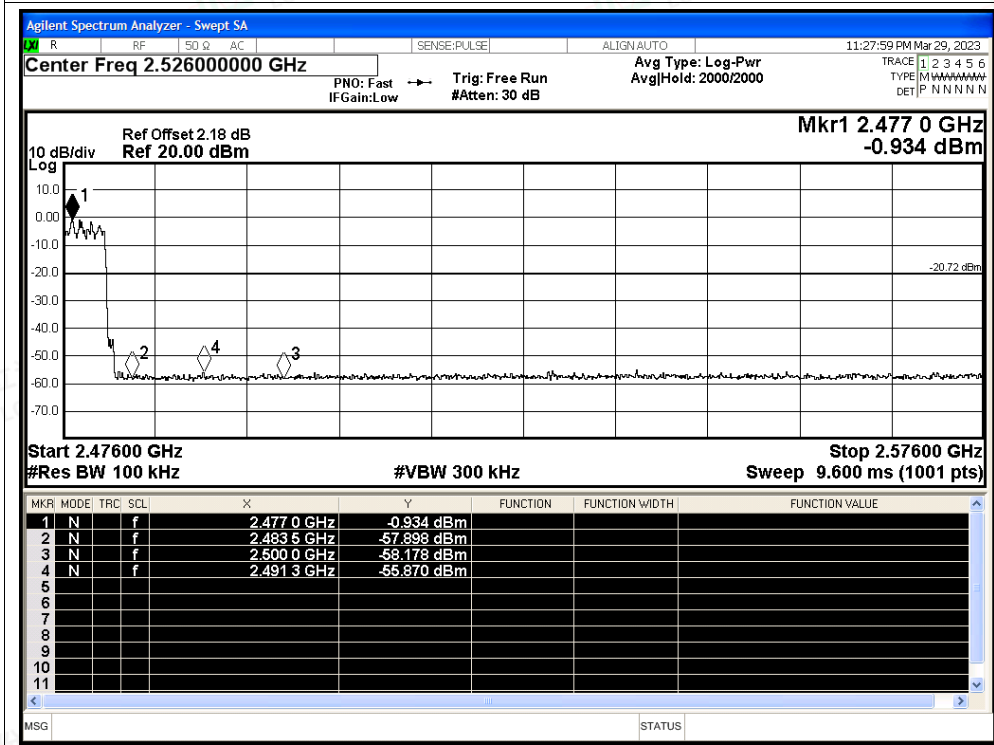 Agilent Spectrum Analyzer - Swept SA
LXI R RF 50 Ω AC SENSE:PULSE ALIGN AUTO 11:27:59 PM Mar 29, 2023
Center Freq 2.526000000 GHz
PNO: Fast Trig: Free Run Avg Type: Log-Pwr TRACE 1 2 3 4 5 6
IFGain:Low #Atten: 30 dB Avg|Hold: 2000/2000 TYPE M
DET P N N N N N
Ref Offset 2.18 dB Mkr1 2.477 0 GHz
10 dB/div Ref 20.00 dBm -0.934 dBm
Log
10.0
1
0.00
-10.0
-20.0
-20.72 dBm
-30.0
-40.0
-50.0
2 4 3
-60.0
-70.0
Start 2.47600 GHz Stop 2.57600 GHz
#Res BW 100 kHz #VBW 300 kHz Sweep 9.600 ms (1001 pts)
MKR MODE TRC SCL X Y FUNCTION FUNCTION WIDTH FUNCTION VALUE
1 N f 2.477 0 GHz -0.934 dBm
2 N f 2.483 5 GHz -57.898 dBm
3 N f 2.500 0 GHz -58.178 dBm
4 N f 2.491 3 GHz -55.870 dBm
5
6
7
8
9
10
11
MSG STATUS